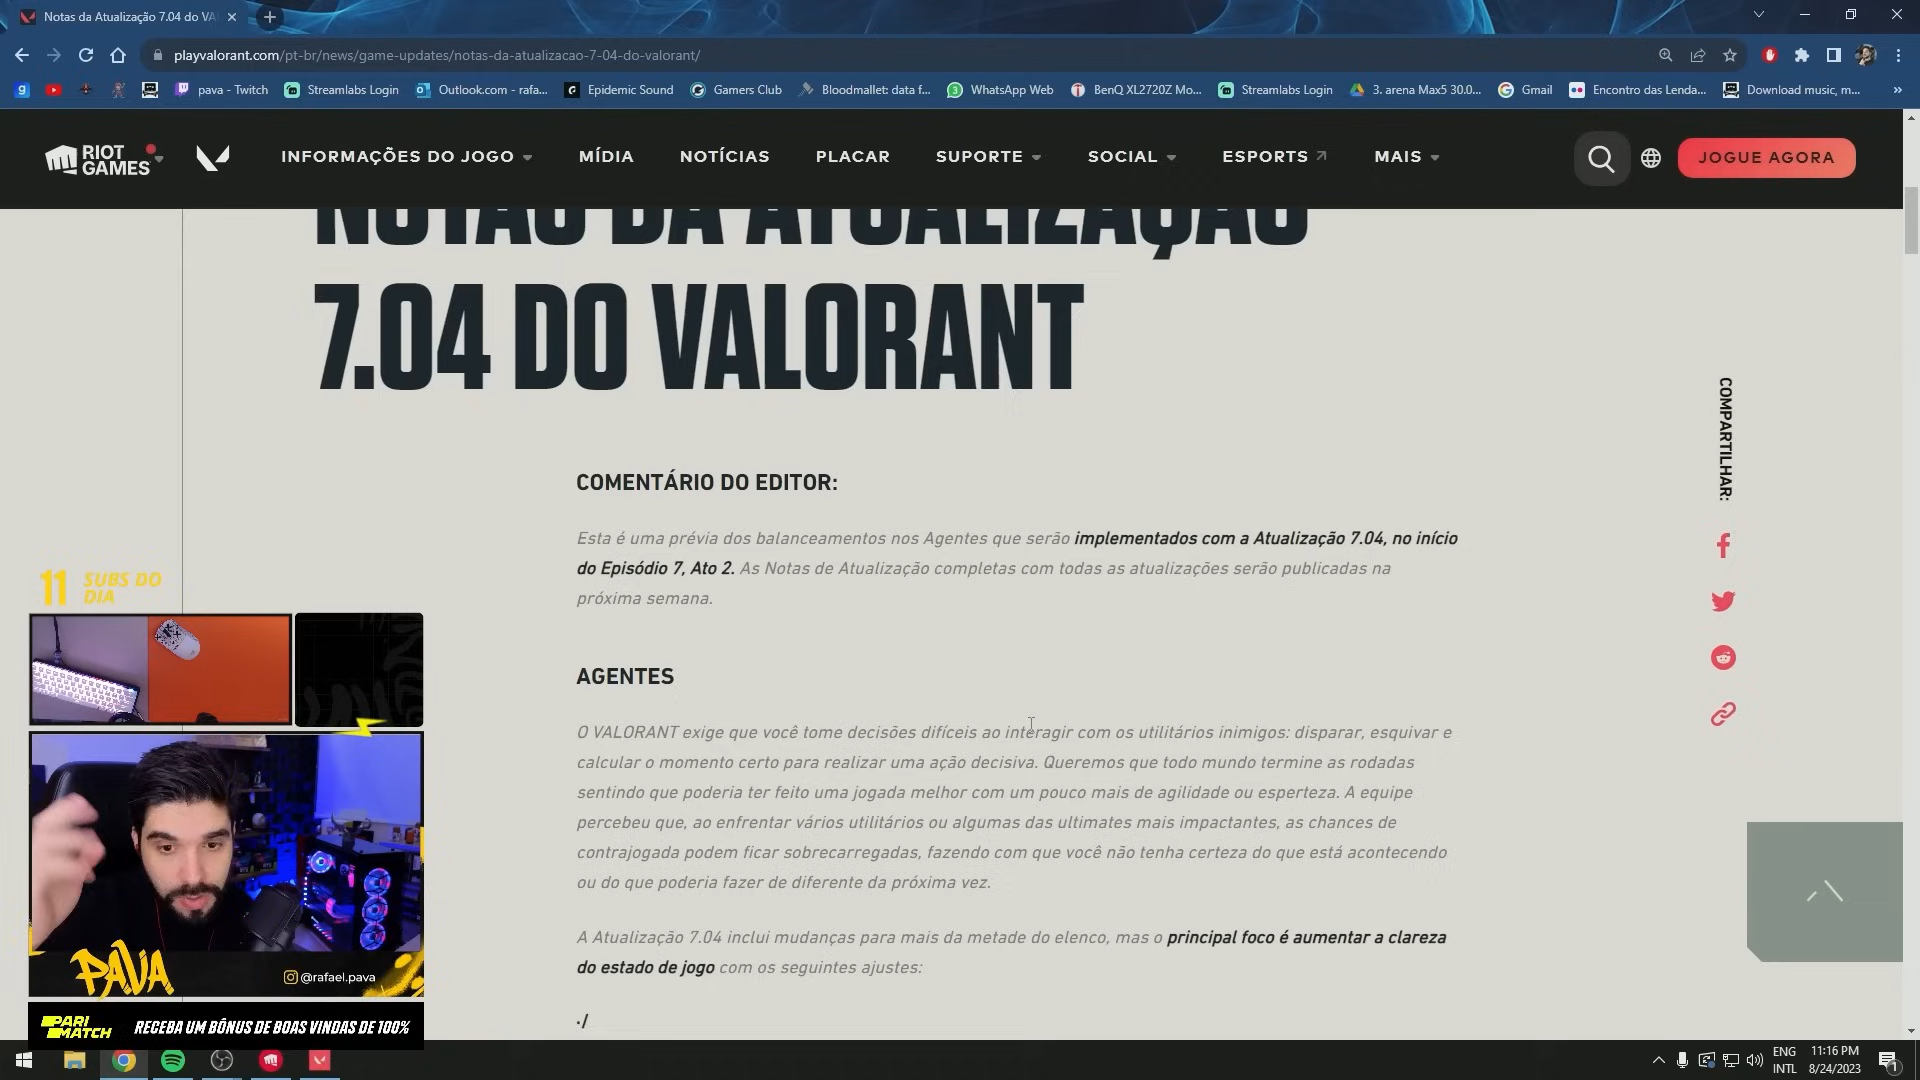 Notas da Atualização 7.04 do VA
playvalorant.com/pt-br/news/game-updates/notas-da-atualizacao-7-04-do-valorant/
pava - Twitch
Streamlabs Login
Outlook.com - rafa...
Epidemic Sound
Gamers Club
Bloodmallet: data f...
WhatsApp Web
BenQ XL2720Z Mo...
Streamlabs Login
3. arena Max5 30.0...
Gmail
Encontro das Lenda...
Download music, m...
»
RIOT
GAMES
INFORMAÇÕES DO JOGO
MÍDIA
NOTÍCIAS
PLACAR
SUPORTE
SOCIAL
ESPORTS
MAIS
JOGUE AGORA
NOTAS DA ATUALIZAÇÃO
7.04 DO VALORANT
COMPARTILHAR:
COMENTÁRIO DO EDITOR:
Esta é uma prévia dos balanceamentos nos Agentes que serão implementados com a Atualização 7.04, no início
do Episódio 7, Ato 2. As Notas de Atualização completas com todas as atualizações serão publicadas na
próxima semana.
AGENTES
O VALORANT exige que você tome decisões difíceis ao interagir com os utilitários inimigos: disparar, esquivar e
calcular o momento certo para realizar uma ação decisiva. Queremos que todo mundo termine as rodadas
sentindo que poderia ter feito uma jogada melhor com um pouco mais de agilidade ou esperteza. A equipe
percebeu que, ao enfrentar vários utilitários ou algumas das ultimates mais impactantes, as chances de
contrajogada podem ficar sobrecarregadas, fazendo com que você não tenha certeza do que está acontecendo
ou do que poderia fazer de diferente da próxima vez.
A Atualização 7.04 inclui mudanças para mais da metade do elenco, mas o principal foco é aumentar a clareza
do estado de jogo com os seguintes ajustes:
./
11 SUBS DO
DIA
PAVA
@rafael.pava
PARI
MATCH
RECEBA UM BÔNUS DE BOAS VINDAS DE 100%
ENG
INTL
11:16 PM
8/24/2023
1